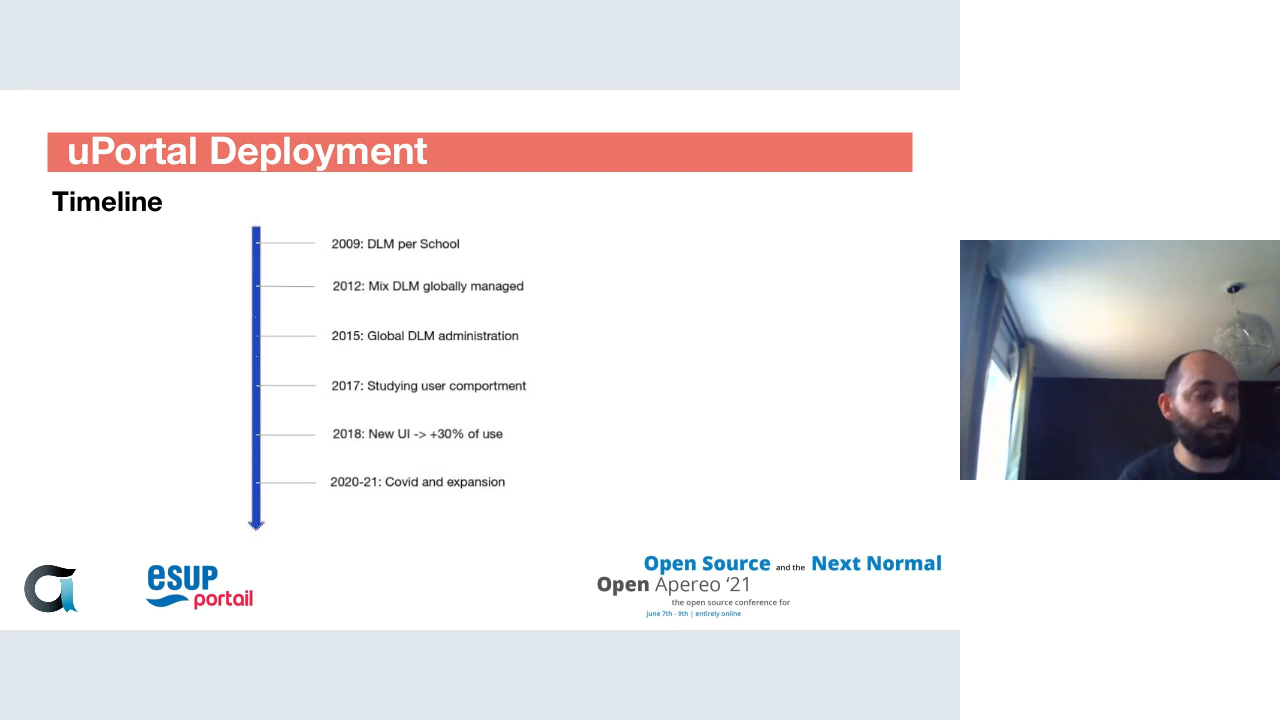 uPortal Deployment
Timeline
2009: DLM per School
2012: Mix DLM globally managed
2015: Global DLM administration
2017: Studying user comportment
2018: New UI -> +30% of use
2020-21: Covid and expansion
esup
portail
Open Source and the Next Normal
Open Apereo ‘21
the open source conference for
June 7th - 9th | entirely online